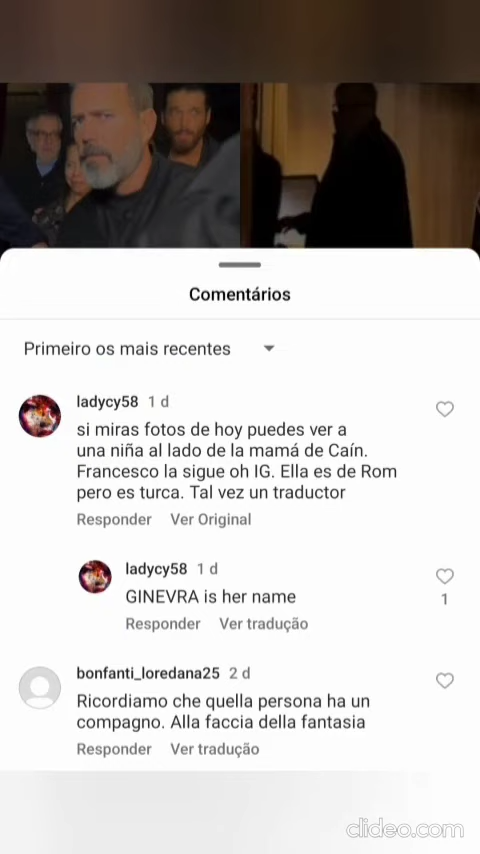 Comentários
Primeiro os mais recentes
ladycy58 1 d
si miras fotos de hoy puedes ver a
una niña al lado de la mamá de Caín.
Francesco la sigue oh IG. Ella es de Rom
pero es turca. Tal vez un traductor
Responder Ver Original
ladycy58 1 d
GINEVRA is her name
1
Responder Ver tradução
bonfanti_loredana25 2 d
Ricordiamo che quella persona ha un
compagno. Alla faccia della fantasia
Responder Ver tradução
clideo.com